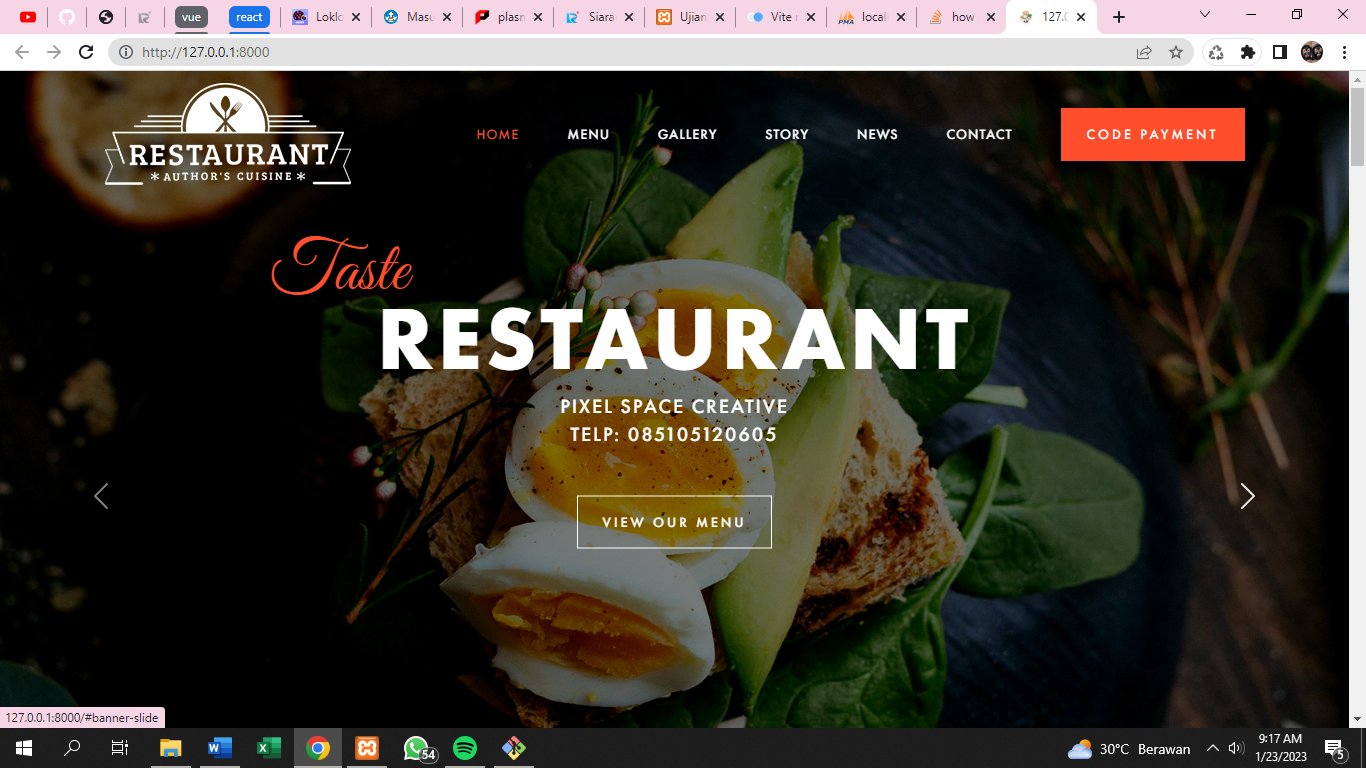 vue
react
Loklo
Masu
plasn
Siara
Ujian
Vite
PMA
locall
how
127.0
http://127.0.0.1:8000
RESTAURANT
*AUTHOR'S CUISINE*
HOME
MENU
GALLERY
STORY
NEWS
CONTACT
CODE PAYMENT
Taste
RESTAURANT
PIXEL SPACE CREATIVE
TELP: 085105120605
VIEW OUR MENU
127.0.0.1:8000/#banner-slide
54
30°C Berawan
9:17 AM
1/23/2023
5